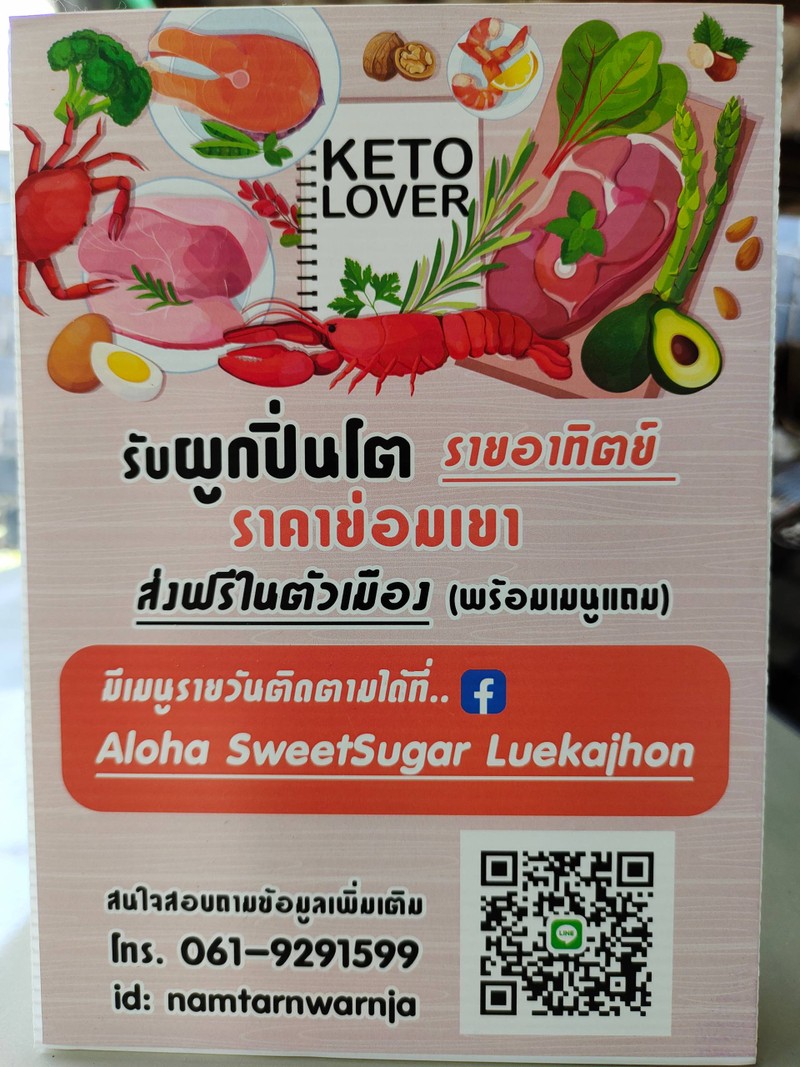 KETO
LOVER
รับผูกปิ่นโต รายอาทิตย์
ราคาย่อมเยา
ส่งฟรีในตัวเมือง (พร้อมเมนูแถม)
มีเมนูรายวันติดตามได้ที่..
Aloha SweetSugar Luekajhon
สนใจสอบถามข้อมูลเพิ่มเติม
โทร. 061-9291599
id: namtarnwarnja
LINE